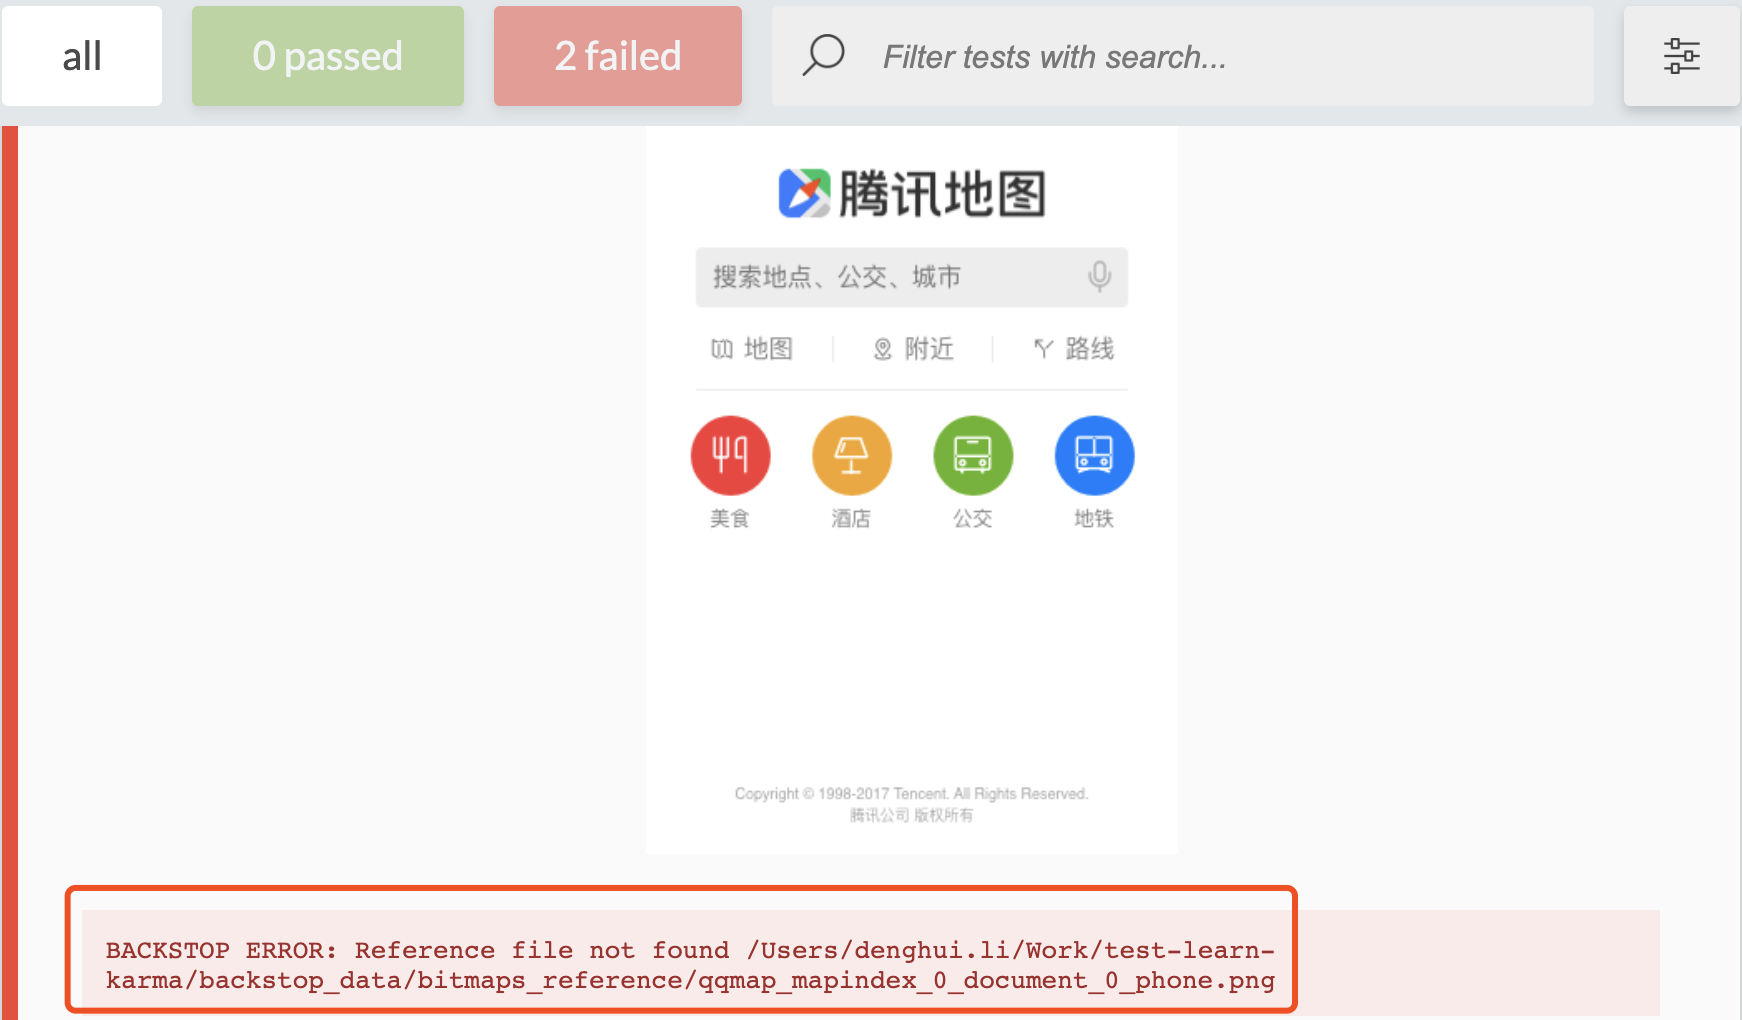 all
0 passed
2 failed
Filter tests with search...
腾讯地图
搜索地点、公交、城市
地图
附近
路线
美食
酒店
公交
地铁
Copyright © 1998-2017 Tencent. All Rights Reserved.
腾讯公司 版权所有
BACKSTOP ERROR: Reference file not found /Users/denghui.li/Work/test-learn-
karma/backstop_data/bitmaps_reference/qqmap_mapindex_0_document_0_phone.png